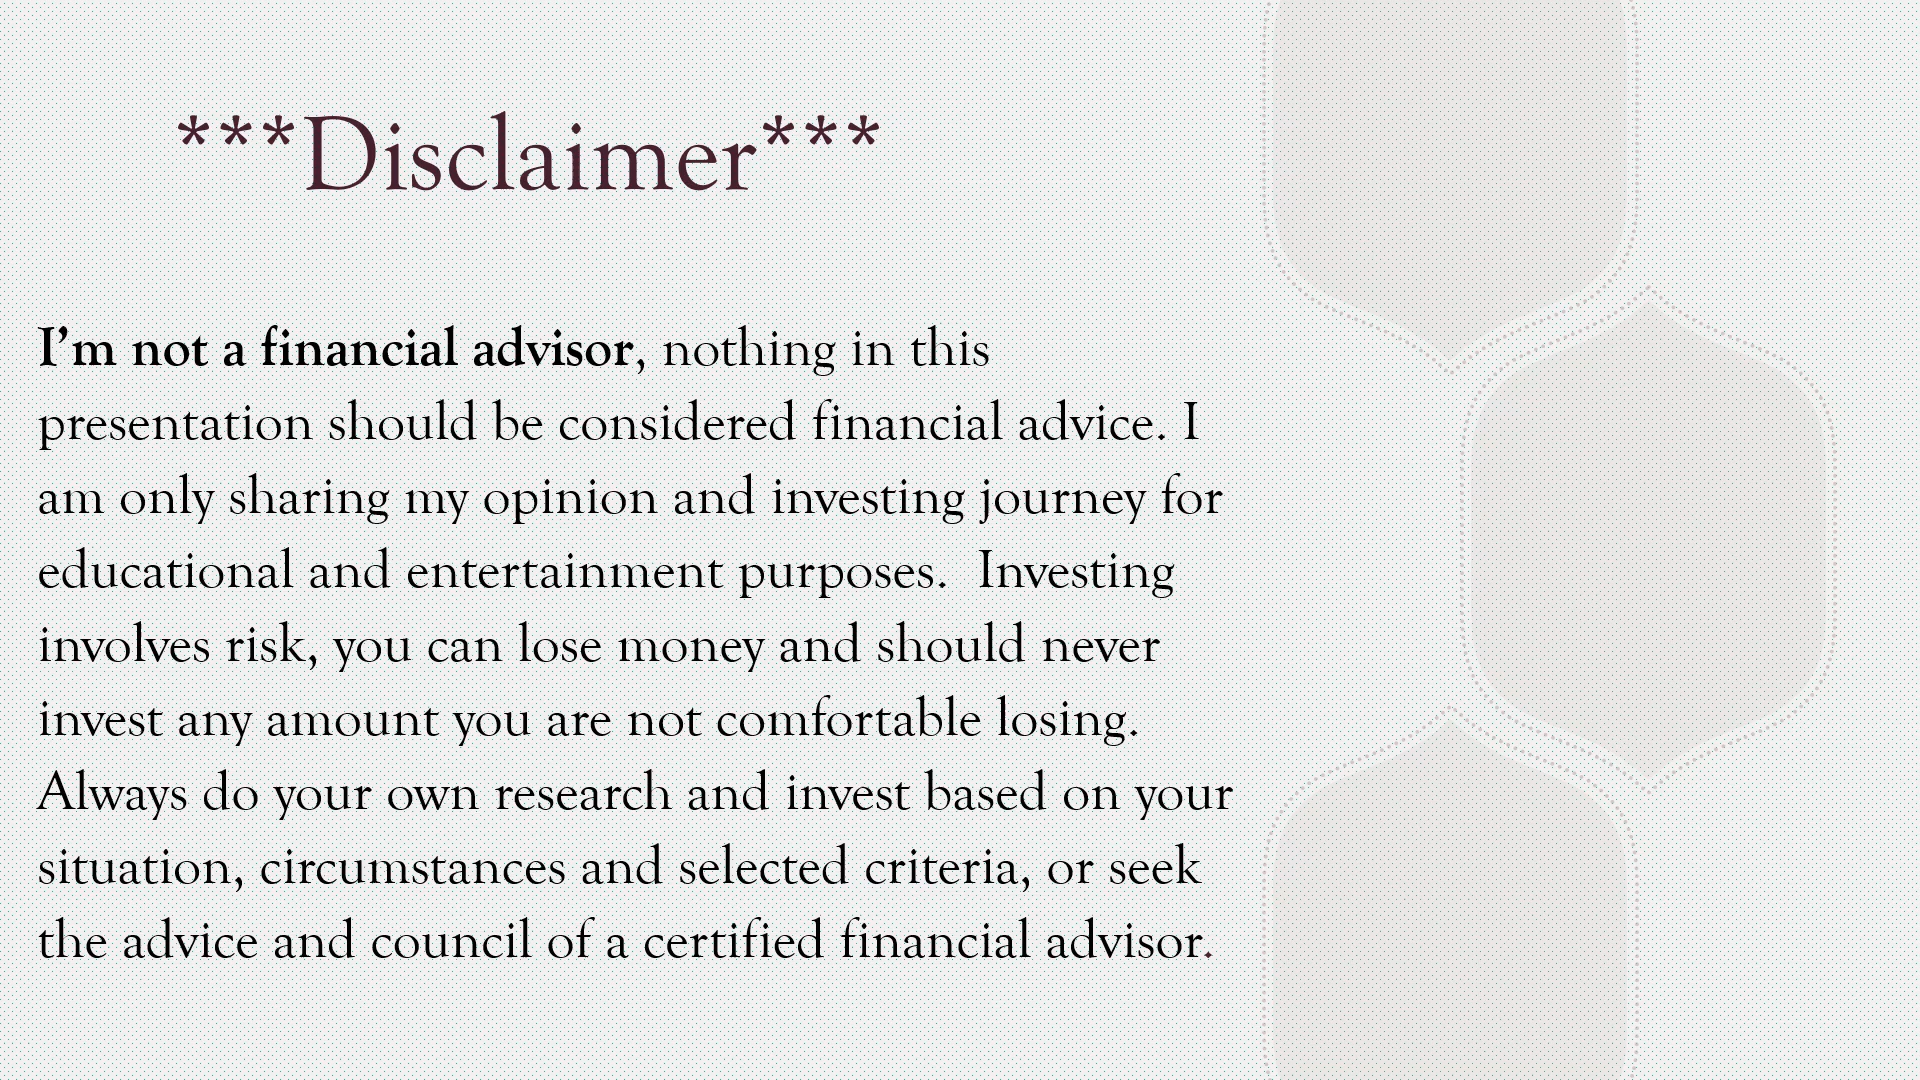 ***Disclaimer***
I’m not a financial advisor, nothing in this
presentation should be considered financial advice. I
am only sharing my opinion and investing journey for
educational and entertainment purposes.  Investing
involves risk, you can lose money and should never
invest any amount you are not comfortable losing.
Always do your own research and invest based on your
situation, circumstances and selected criteria, or seek
the advice and council of a certified financial advisor.